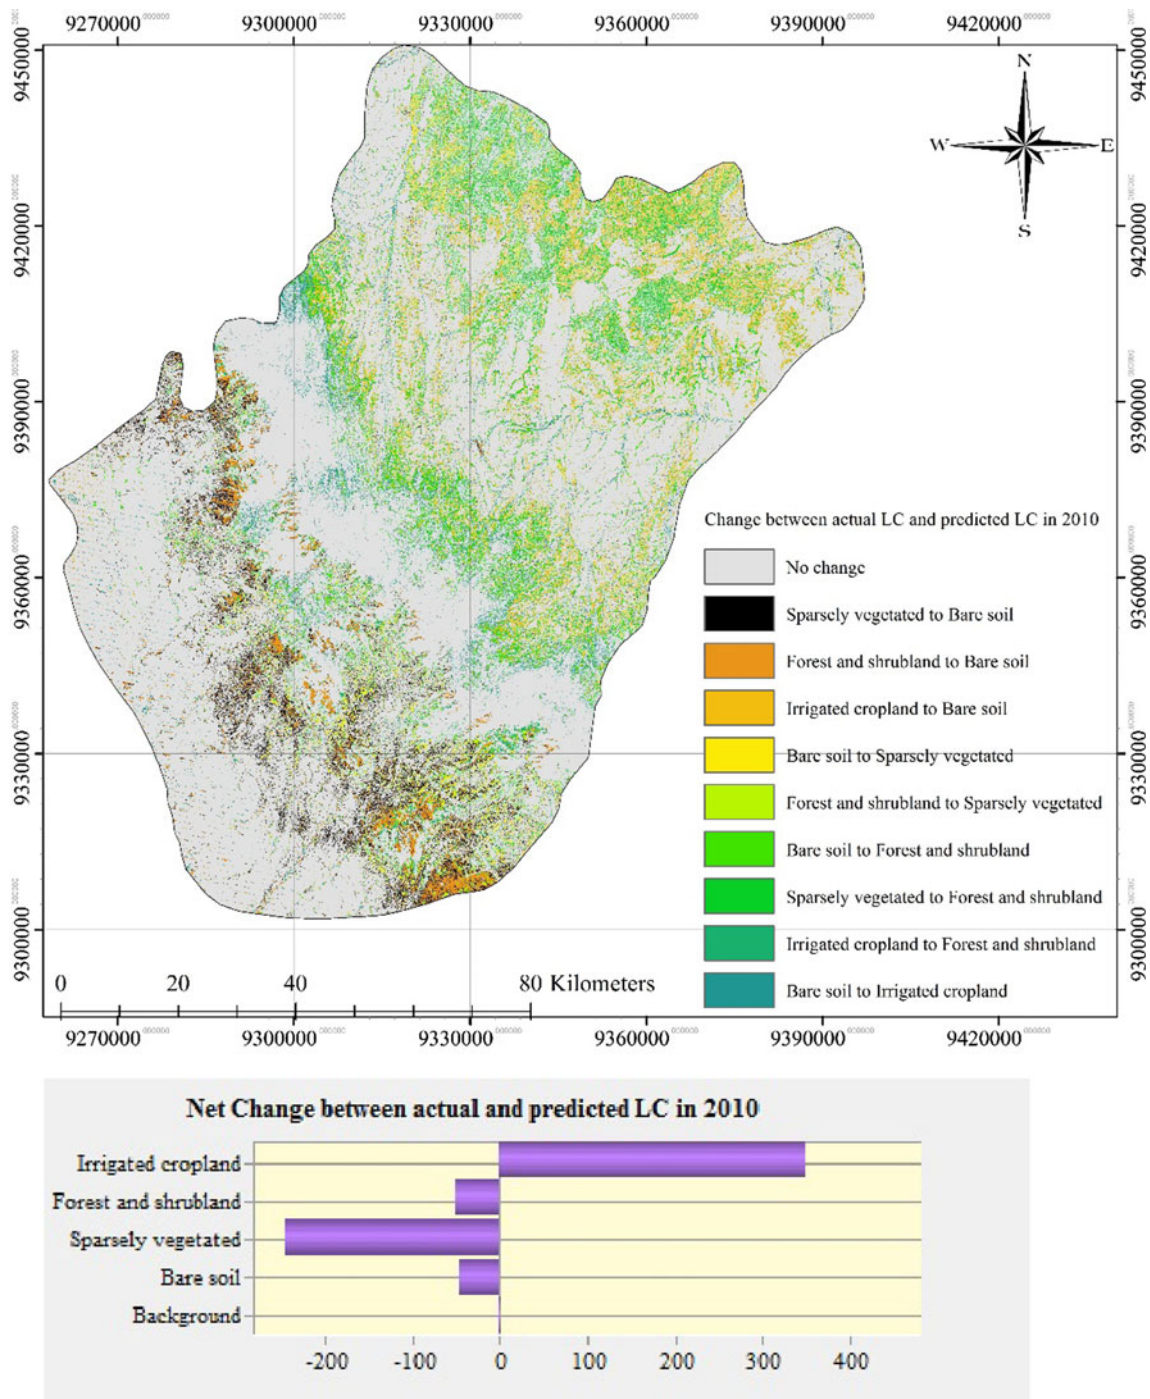 9270000 9300000 9330000 9360000 9390000 9420000
9450000 9450000
N
W E
S
9420000 9420000
9390000 9390000
9360000 9360000
9330000 9330000
9300000 9300000
Change between actual LC and predicted LC in 2010
No change
Sparsely vegetated to Bare soil
Forest and shrubland to Bare soil
Irrigated cropland to Bare soil
Bare soil to Sparsely vegetated
Forest and shrubland to Sparsely vegetated
Bare soil to Forest and shrubland
Sparsely vegetated to Forest and shrubland
Irrigated cropland to Forest and shrubland
Bare soil to Irrigated cropland
0 20 40 80 Kilometers
9270000 9300000 9330000 9360000 9390000 9420000
Net Change between actual and predicted LC in 2010
Irrigated cropland
Forest and shrubland
Sparsely vegetated
Bare soil
Background
-200 -100 0 100 200 300 400